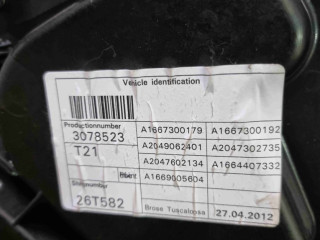 Vehicle identification
Productionnumber
3078523
T21
A1667300179 A1667300192
A2049062401 A2047302735
A2047602134 A1664407332
A1669005604
26T582
Brose Tuscaloosa
27.04.2012